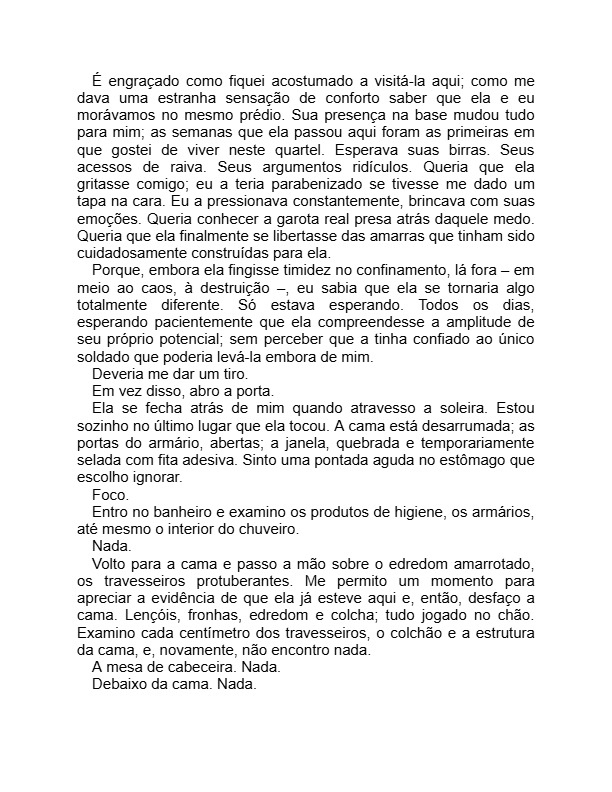 É engraçado como fiquei acostumado a visitá-la aqui; como me
dava uma estranha sensação de conforto saber que ela e eu
morávamos no mesmo prédio. Sua presença na base mudou tudo
para mim; as semanas que ela passou aqui foram as primeiras em
que gostei de viver neste quartel. Esperava suas birras. Seus
acessos de raiva. Seus argumentos ridículos. Queria que ela
gritasse comigo; eu a teria parabenizado se tivesse me dado um
tapa na cara. Eu a pressionava constantemente, brincava com suas
emoções. Queria conhecer a garota real presa atrás daquele medo.
Queria que ela finalmente se libertasse das amarras que tinham sido
cuidadosamente construídas para ela.
Porque, embora ela fingisse timidez no confinamento, lá fora – em
meio ao caos, à destruição –, eu sabia que ela se tornaria algo
totalmente diferente. Só estava esperando. Todos os dias,
esperando pacientemente que ela compreendesse a amplitude de
seu próprio potencial; sem perceber que a tinha confiado ao único
soldado que poderia levá-la embora de mim.
Deveria me dar um tiro.
Em vez disso, abro a porta.
Ela se fecha atrás de mim quando atravesso a soleira. Estou
sozinho no último lugar que ela tocou. A cama está desarrumada; as
portas do armário, abertas; a janela, quebrada e temporariamente
selada com fita adesiva. Sinto uma pontada aguda no estômago que
escolho ignorar.
Foco.
Entro no banheiro e examino os produtos de higiene, os armários,
até mesmo o interior do chuveiro.
Nada.
Volto para a cama e passo a mão sobre o edredom amarrotado,
os travesseiros protuberantes. Me permito um momento para
apreciar a evidência de que ela já esteve aqui e, então, desfaço a
cama. Lençóis, fronhas, edredom e colcha; tudo jogado no chão.
Examino cada centímetro dos travesseiros, o colchão e a estrutura
da cama, e, novamente, não encontro nada.
A mesa de cabeceira. Nada.
Debaixo da cama. Nada.